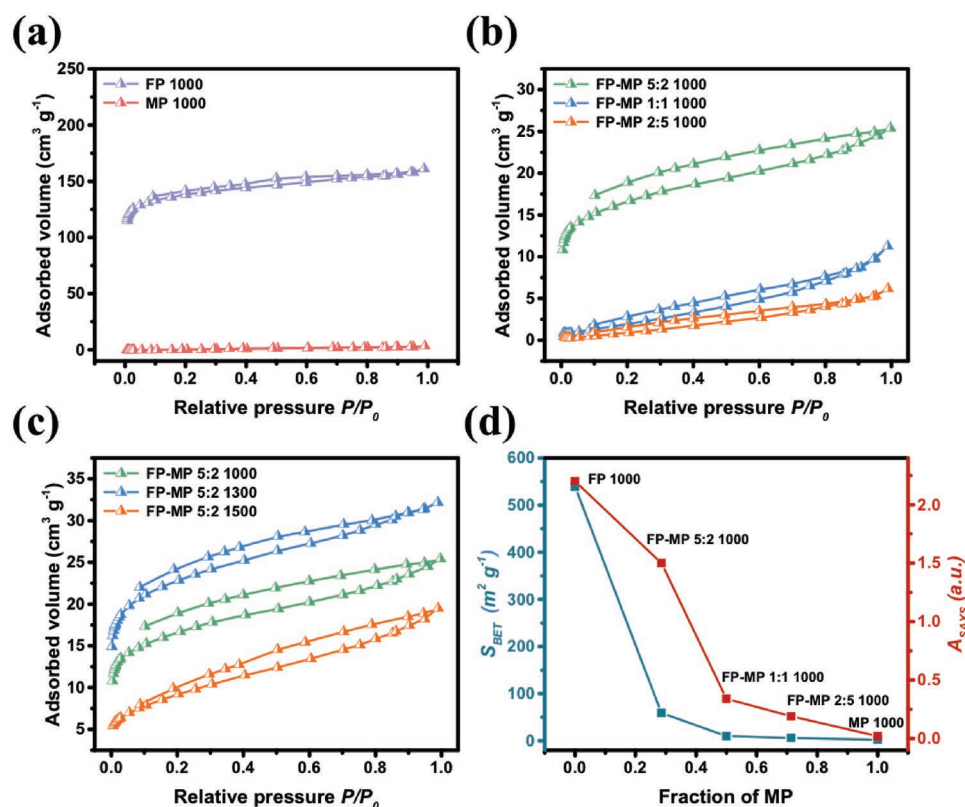 (a)
250
200
150
100
50
0
0.0 0.2 0.4 0.6 0.8 1.0
Adsorbed volume (cm³ g⁻¹)
Relative pressure P/P₀
FP 1000
MP 1000
(b)
30
25
20
15
10
5
0
0.0 0.2 0.4 0.6 0.8 1.0
Adsorbed volume (cm³ g⁻¹)
Relative pressure P/P₀
FP-MP 5:2 1000
FP-MP 1:1 1000
FP-MP 2:5 1000
(c)
35
30
25
20
15
10
5
0.0 0.2 0.4 0.6 0.8 1.0
Adsorbed volume (cm³ g⁻¹)
Relative pressure P/P₀
FP-MP 5:2 1000
FP-MP 5:2 1300
FP-MP 5:2 1500
(d)
600
500
400
300
200
100
0
S_BET (m² g⁻¹)
0.0 0.2 0.4 0.6 0.8 1.0
Fraction of MP
2.0
1.5
1.0
0.5
0.0
A_SAXS (a.u.)
FP 1000
FP-MP 5:2 1000
FP-MP 1:1 1000
FP-MP 2:5 1000
MP 1000